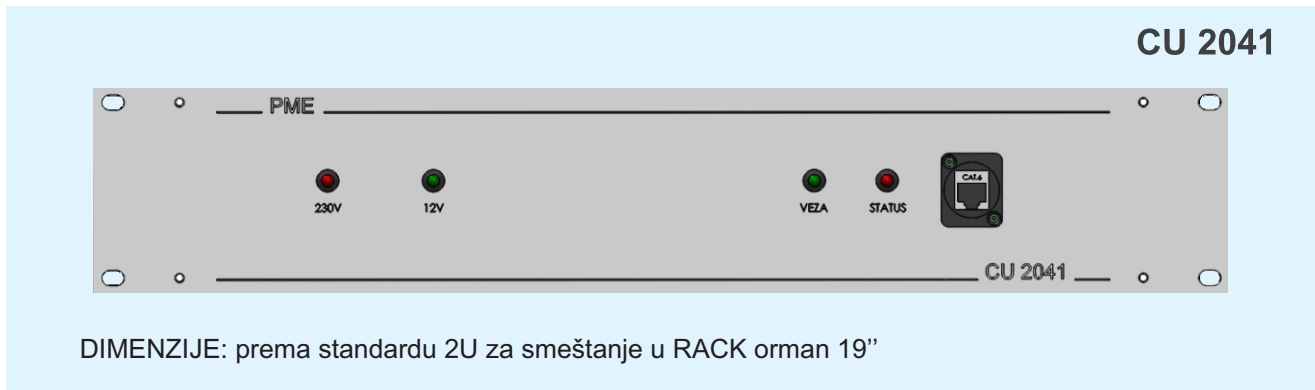 CU 2041
PME
230V
12V
VEZA
STATUS
CAT.6
CU 2041
DIMENZIJE: prema standardu 2U za smeštanje u RACK orman 19’’